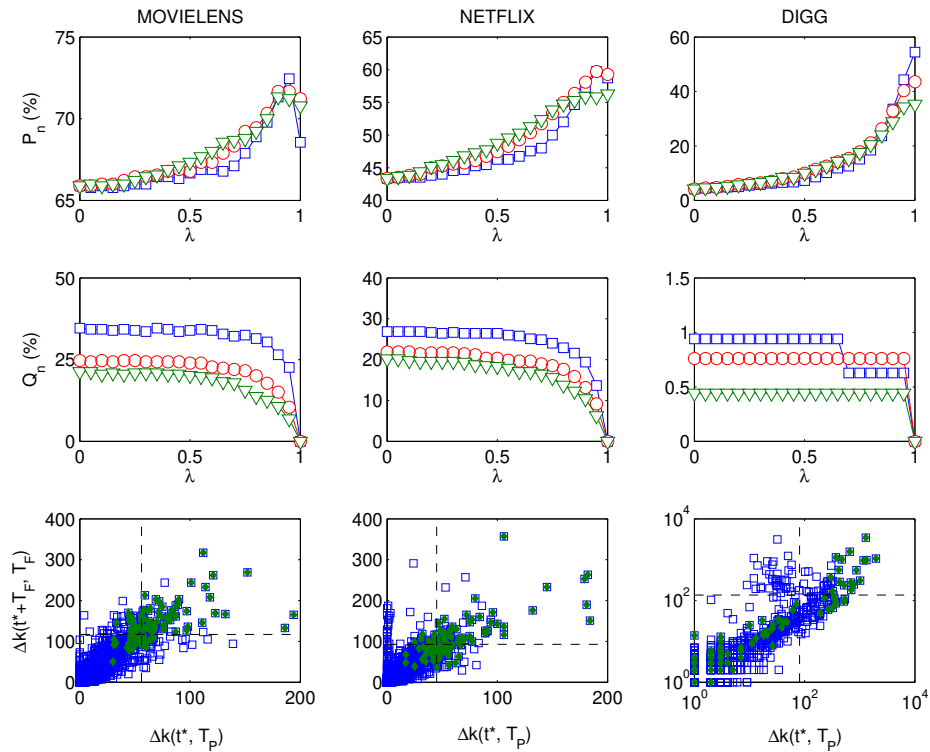 MOVIELENS NETFLIX DIGG
75 65 60
70 60 40
65 55 20
50 0
45
40
P_n (%)
0 0.5 1 0 0.5 1 0 0.5 1
λ λ λ
50 40 1.5
25 30 1
0 20 0.5
10 0
0
Q_n (%)
0 0.5 1 0 0.5 1 0 0.5 1
λ λ λ
400 400 10^4
300 300 10^2
200 200 10^0
100 100
0 0
Δk(t*+T_F, T_F)
0 100 200 0 100 200 10^0 10^2 10^4
Δk(t*, T_P) Δk(t*, T_P) Δk(t*, T_P)